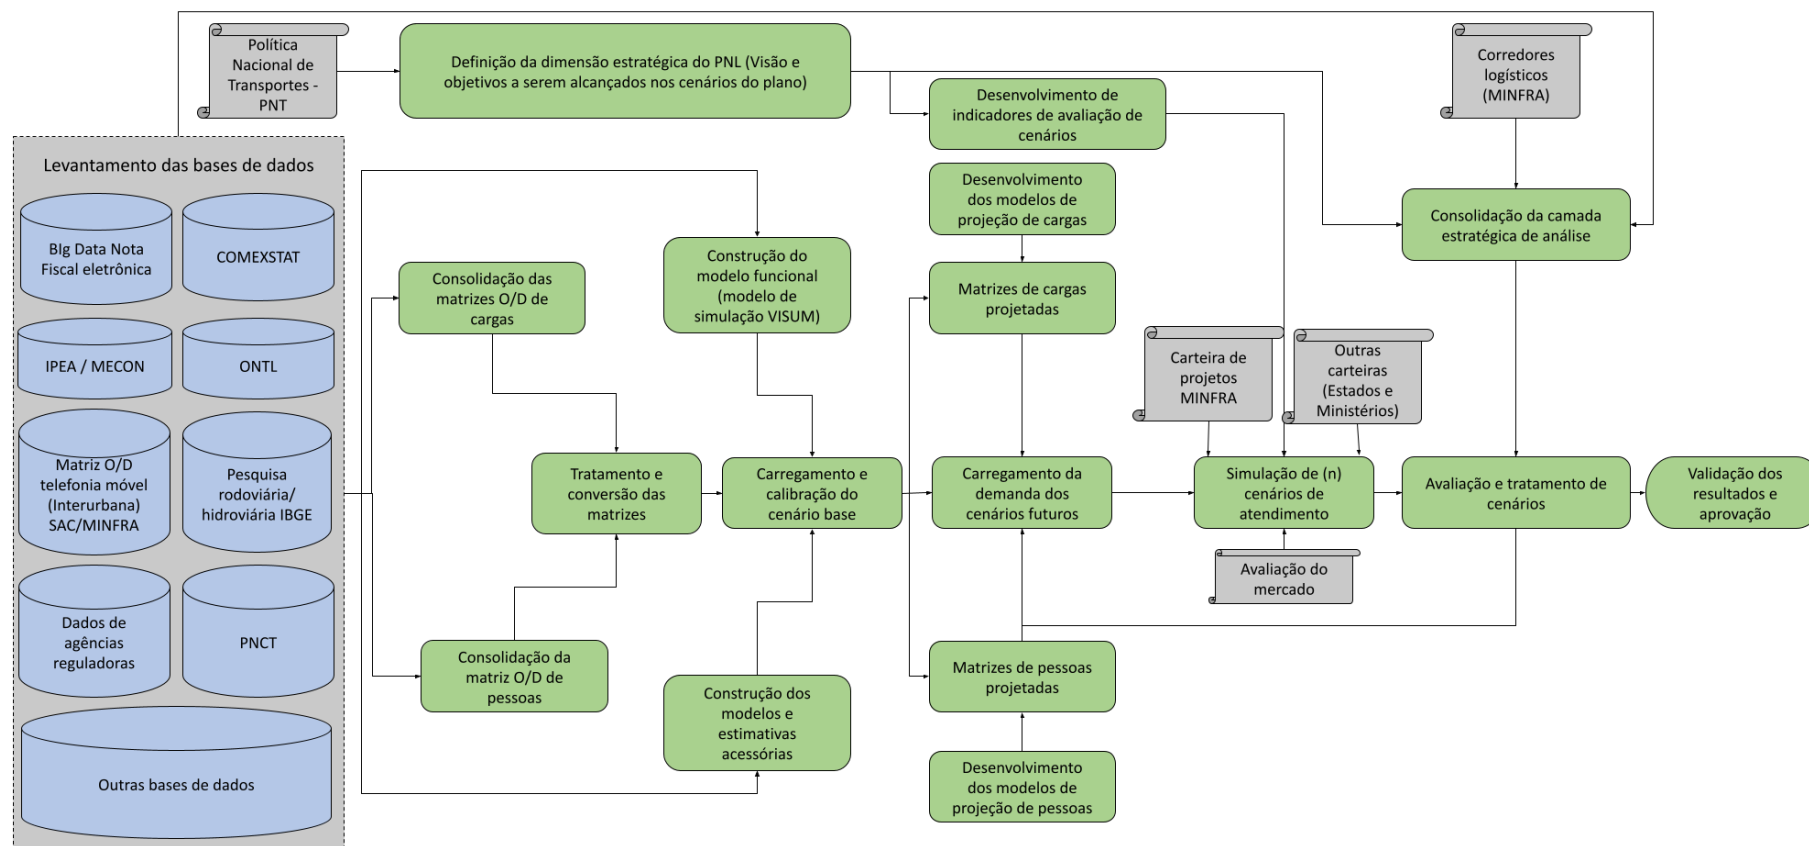 Política
Nacional de
Transportes -
PNT
Definição da dimensão estratégica do PNL (Visão e
objetivos a serem alcançados nos cenários do plano)
Desenvolvimento de
indicadores de avaliação de
cenários
Corredores
logísticos
(MINFRA)
Levantamento das bases de dados
BIg Data Nota
Fiscal eletrônica
COMEXSTAT
IPEA / MECON
ONTL
Matriz O/D
telefonia móvel
(Interurbana)
SAC/MINFRA
Pesquisa
rodoviária/
hidroviária IBGE
Dados de
agências
reguladoras
PNCT
Outras bases de dados
Consolidação das
matrizes O/D de
cargas
Construção do
modelo funcional
(modelo de
simulação VISUM)
Desenvolvimento
dos modelos de
projeção de cargas
Matrizes de cargas
projetadas
Consolidação da camada
estratégica de análise
Carteira de
projetos
MINFRA
Outras
carteiras
(Estados e
Ministérios)
Tratamento e
conversão das
matrizes
Carregamento e
calibração do
cenário base
Carregamento da
demanda dos
cenários futuros
Simulação de (n)
cenários de
atendimento
Avaliação e tratamento de
cenários
Validação dos
resultados e
aprovação
Avaliação do
mercado
Consolidação da
matriz O/D de
pessoas
Construção dos
modelos e
estimativas
acessórias
Matrizes de pessoas
projetadas
Desenvolvimento
dos modelos de
projeção de pessoas